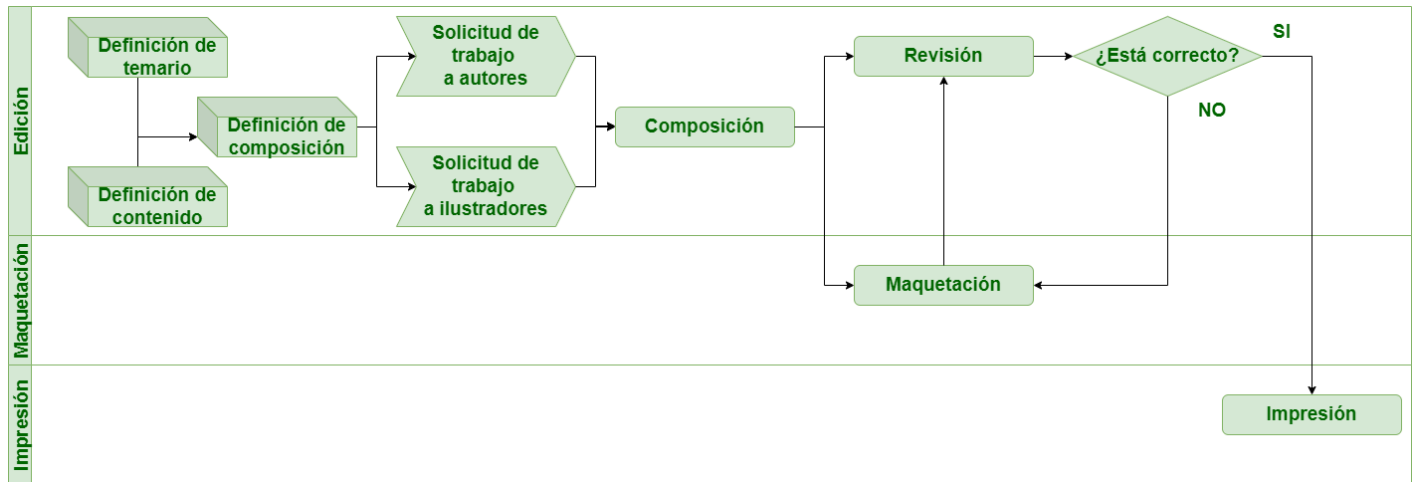 Edición
Definición de
temario
Definición de
contenido
Definición de
composición
Solicitud de
trabajo
a autores
Solicitud de
trabajo
a ilustradores
Composición
Revisión
¿Está correcto?
SI
NO
Maquetación
Maquetación
Impresión
Impresión